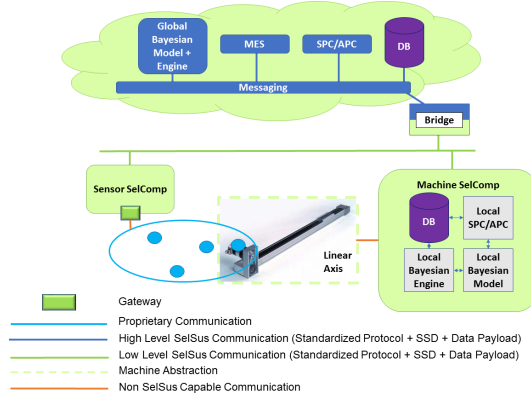 Global
Bayesian
Model +
Engine
MES
SPC/APC
DB
Messaging
Bridge
Sensor SelComp
Machine SelComp
DB
Local
SPC/APC
Local
Bayesian
Engine
Local
Bayesian
Model
Linear
Axis
Gateway
Proprietary Communication
High Level SelSus Communication (Standardized Protocol + SSD + Data Payload)
Low Level SelSus Communication (Standardized Protocol + SSD + Data Payload)
Machine Abstraction
Non SelSus Capable Communication